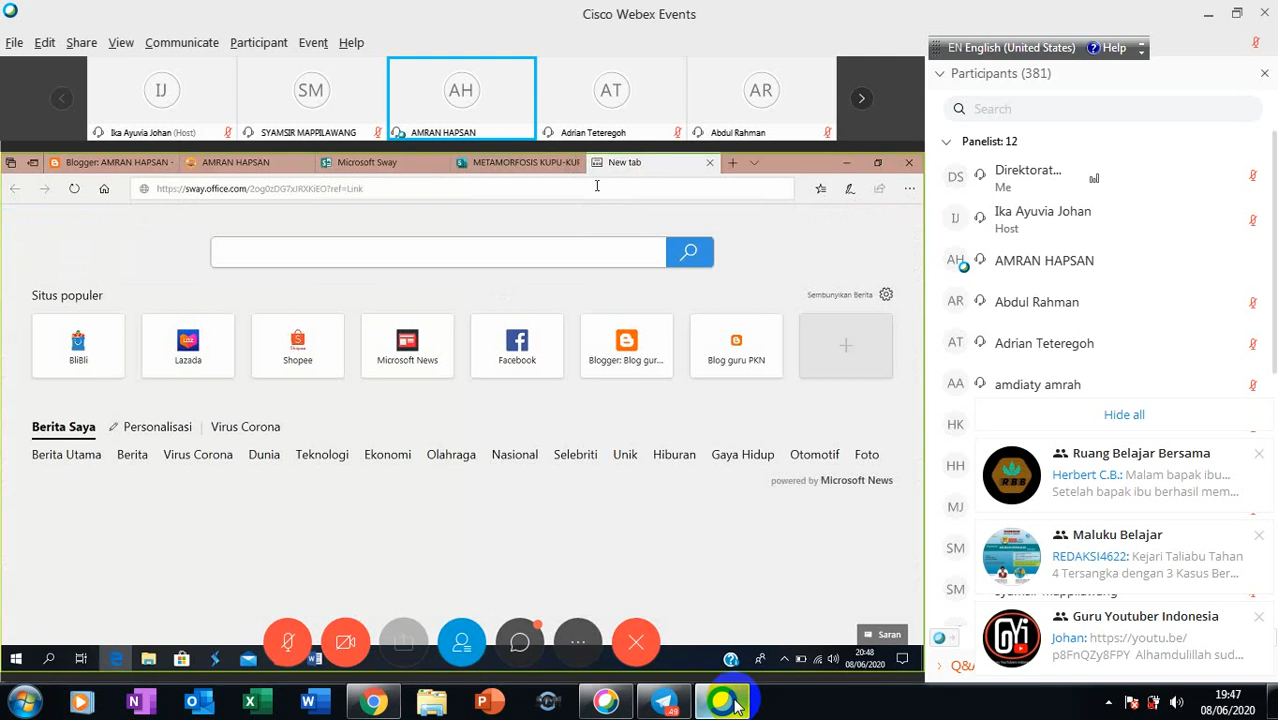 Cisco Webex Events
File Edit Share View Communicate Participant Event Help
EN English (United States) Help
Participants (381)
IJ SM AH AT AR
Ika Ayuvia Johan (Host) SYAMSIR MAPPILAWANG AMRAN HAPSAN Adrian Teteregoh Abdul Rahman
Search
Panelist: 12
Blogger: AMRAN HAPSAN - AMRAN HAPSAN Microsoft Sway METAMORFOSIS KUPU-KUP New tab
https://sway.office.com/2og0zDG7xJRXKiEO?ref=Link
DS Direktorat...
Me
IJ Ika Ayuvia Johan
Host
AH AMRAN HAPSAN
AR Abdul Rahman
AT Adrian Teteregoh
AA amdiaty amrah
HK
HH
MJ
SM
SM
Situs populer
Sembunyikan Berita
BliBli Lazada Shopee Microsoft News Facebook Blogger: Blog gur... Blog guru PKN
Berita Saya Personalisasi Virus Corona
Berita Utama Berita Virus Corona Dunia Teknologi Ekonomi Olahraga Nasional Selebriti Unik Hiburan Gaya Hidup Otomotif Foto
powered by Microsoft News
Hide all
Ruang Belajar Bersama
Herbert C.B.: Malam bapak ibu...
Setelah bapak ibu berhasil mem...
RBB
Maluku Belajar
REDAKSI4622: Kejari Taliabu Tahan
4 Tersangka dengan 3 Kasus Ber...
Guru Youtuber Indonesia
Johan: https://youtu.be/
p8FnQZy8FPY Alhamdulillah sud...
GYI
Q&A
Saran
20:48
08/06/2020
49
19:47
08/06/2020